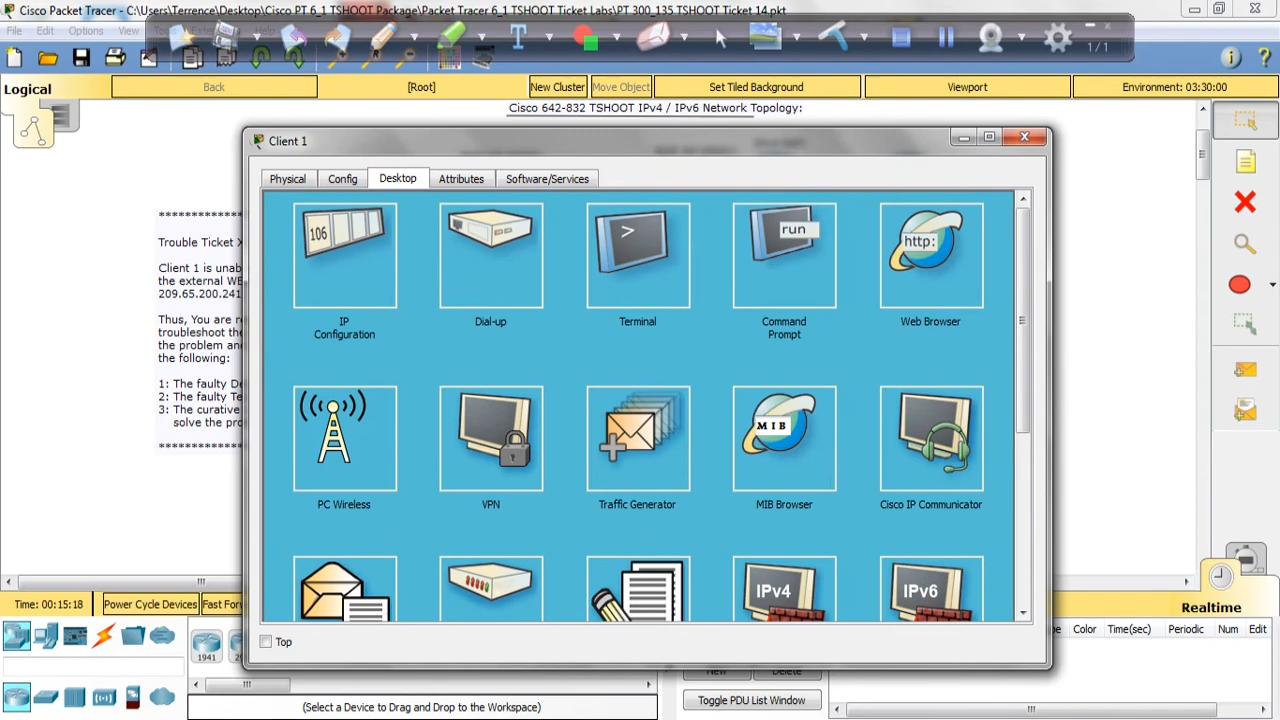 Cisco Packet Tracer - C:\Users\Terrence\Desktop\Cisco PT 6_1 TSHOOT Package\Packet Tracer 6_1 TSHOOT Ticket Labs\PT 300_135 TSHOOT Ticket 14.pkt
File Edit Options View
1/1
Logical
Back
[Root]
New Cluster
Move Object
Set Tiled Background
Viewport
Environment: 03:30:00
Cisco 642-832 TSHOOT IPv4 / IPv6 Network Topology:
Trouble Ticket X
Client 1 is unab
the external WE
209.65.200.241
Thus, You are re
troubleshoot the
the problem and
the following:
1: The faulty De
2: The faulty Te
3: The curative
solve the pro
Client 1
Physical
Config
Desktop
Attributes
Software/Services
106
>
run
http:
IP
Configuration
Dial-up
Terminal
Command
Prompt
Web Browser
MIB
PC Wireless
VPN
Traffic Generator
MIB Browser
Cisco IP Communicator
IPv4
IPv6
Top
Time: 00:15:18
Power Cycle Devices
Fast Forw
Realtime
Color
Time(sec)
Periodic
Num
Edit
1941
New
Delete
Toggle PDU List Window
(Select a Device to Drag and Drop to the Workspace)